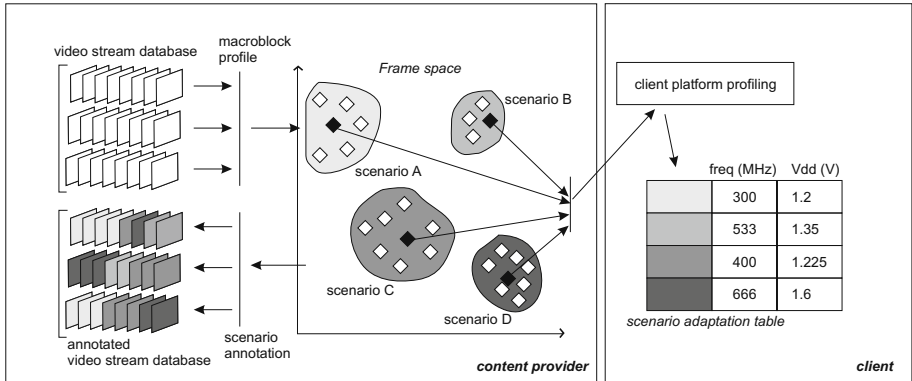 video stream database
macroblock
profile
Frame space
scenario A
scenario B
scenario C
scenario D
annotated
video stream database
scenario
annotation
content provider
client platform profiling
freq (MHz) Vdd (V)
300 1.2
533 1.35
400 1.225
666 1.6
scenario adaptation table
client